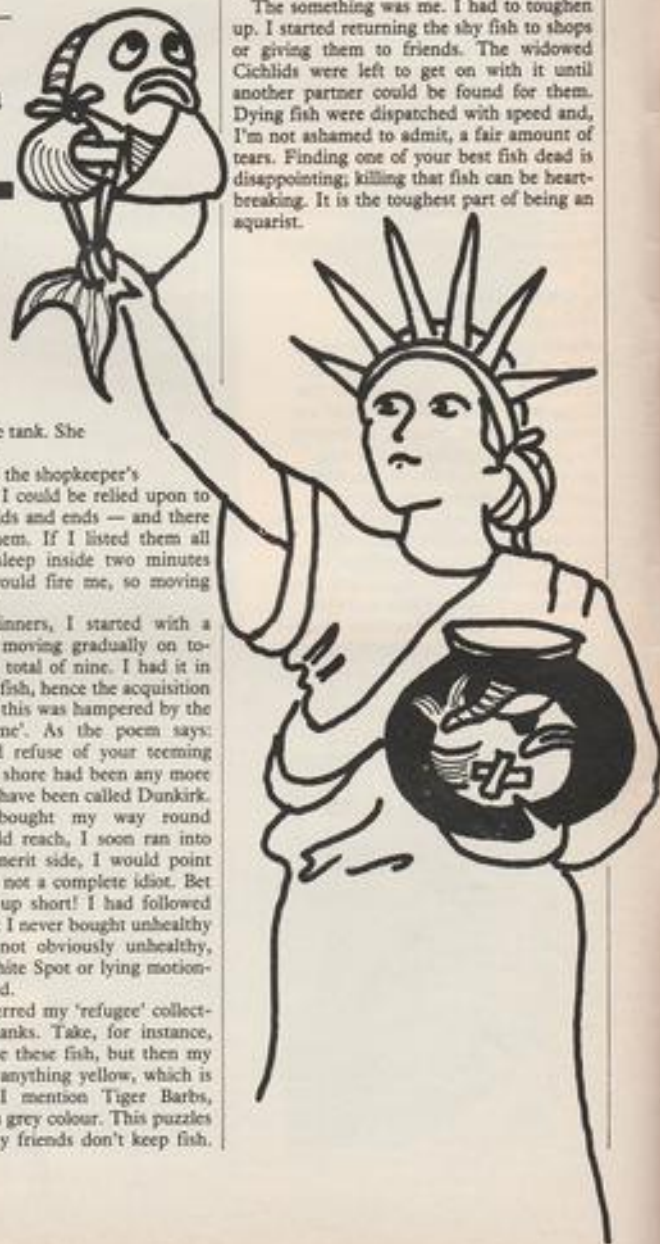 e tank. She
the shopkeeper's
I could be relied upon to
ds and ends — and there
em. If I listed them all
sleep inside two minutes
ould fire me, so moving
inners, I started with a
moving gradually on to-
total of nine. I had it in
fish, hence the acquisition
this was hampered by the
me'. As the poem says:
d refuse of your teeming
shore had been any more
have been called Dunkirk.
bought my way round
ld reach, I soon ran into
merit side, I would point
not a complete idiot. Bet
up short! I had followed
I never bought unhealthy
not obviously unhealthy,
hite Spot or lying motion-
d.
erred my 'refugee' collect-
anks. Take, for instance,
e these fish, but then my
anything yellow, which is
I mention Tiger Barbs,
grey colour. This puzzles
y friends don't keep fish.
The something was me. I had to toughen
up. I started returning the shy fish to shops
or giving them to friends. The widowed
Cichlids were left to get on with it until
another partner could be found for them.
Dying fish were dispatched with speed and,
I'm not ashamed to admit, a fair amount of
tears. Finding one of your best fish dead is
disappointing; killing that fish can be heart-
breaking. It is the toughest part of being an
aquarist.